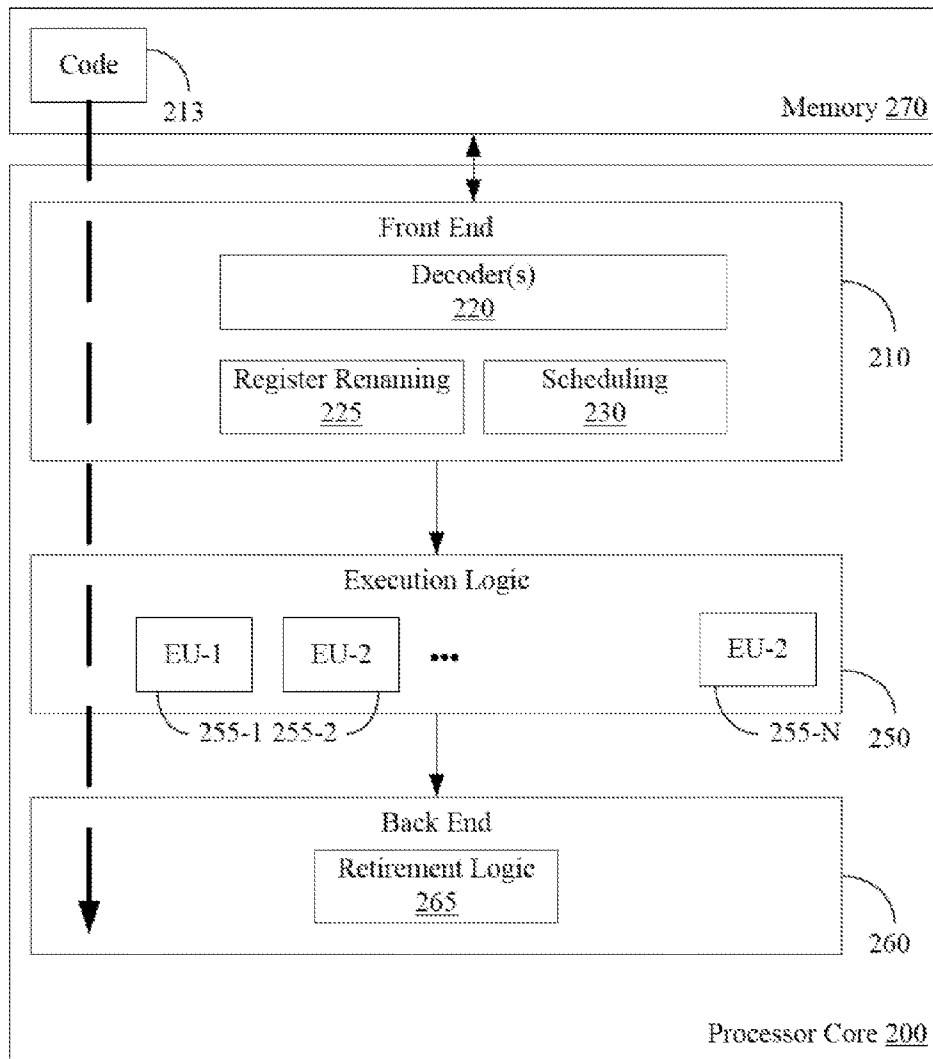 Code
213
Memory 270
Front End
Decoder(s)
220
210
Register Renaming
225
Scheduling
230
Execution Logic
EU-1
EU-2
...
EU-2
255-1 255-2
255-N
250
Back End
Retirement Logic
265
260
Processor Core 200